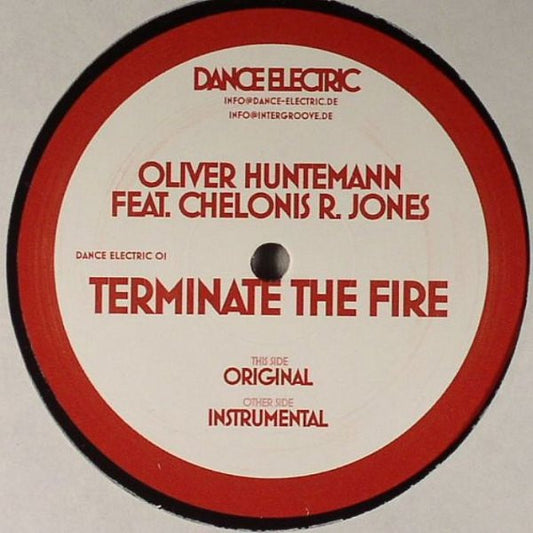 DANCE ELECTRIC
INFO@DANCE-ELECTRIC.DE
INFO@INTERGROOVE.DE
OLIVER HUNTEMANN
FEAT. CHELONIS R. JONES
DANCE ELECTRIC 01
TERMINATE THE FIRE
THIS SIDE
ORIGINAL
OTHER SIDE
INSTRUMENTAL